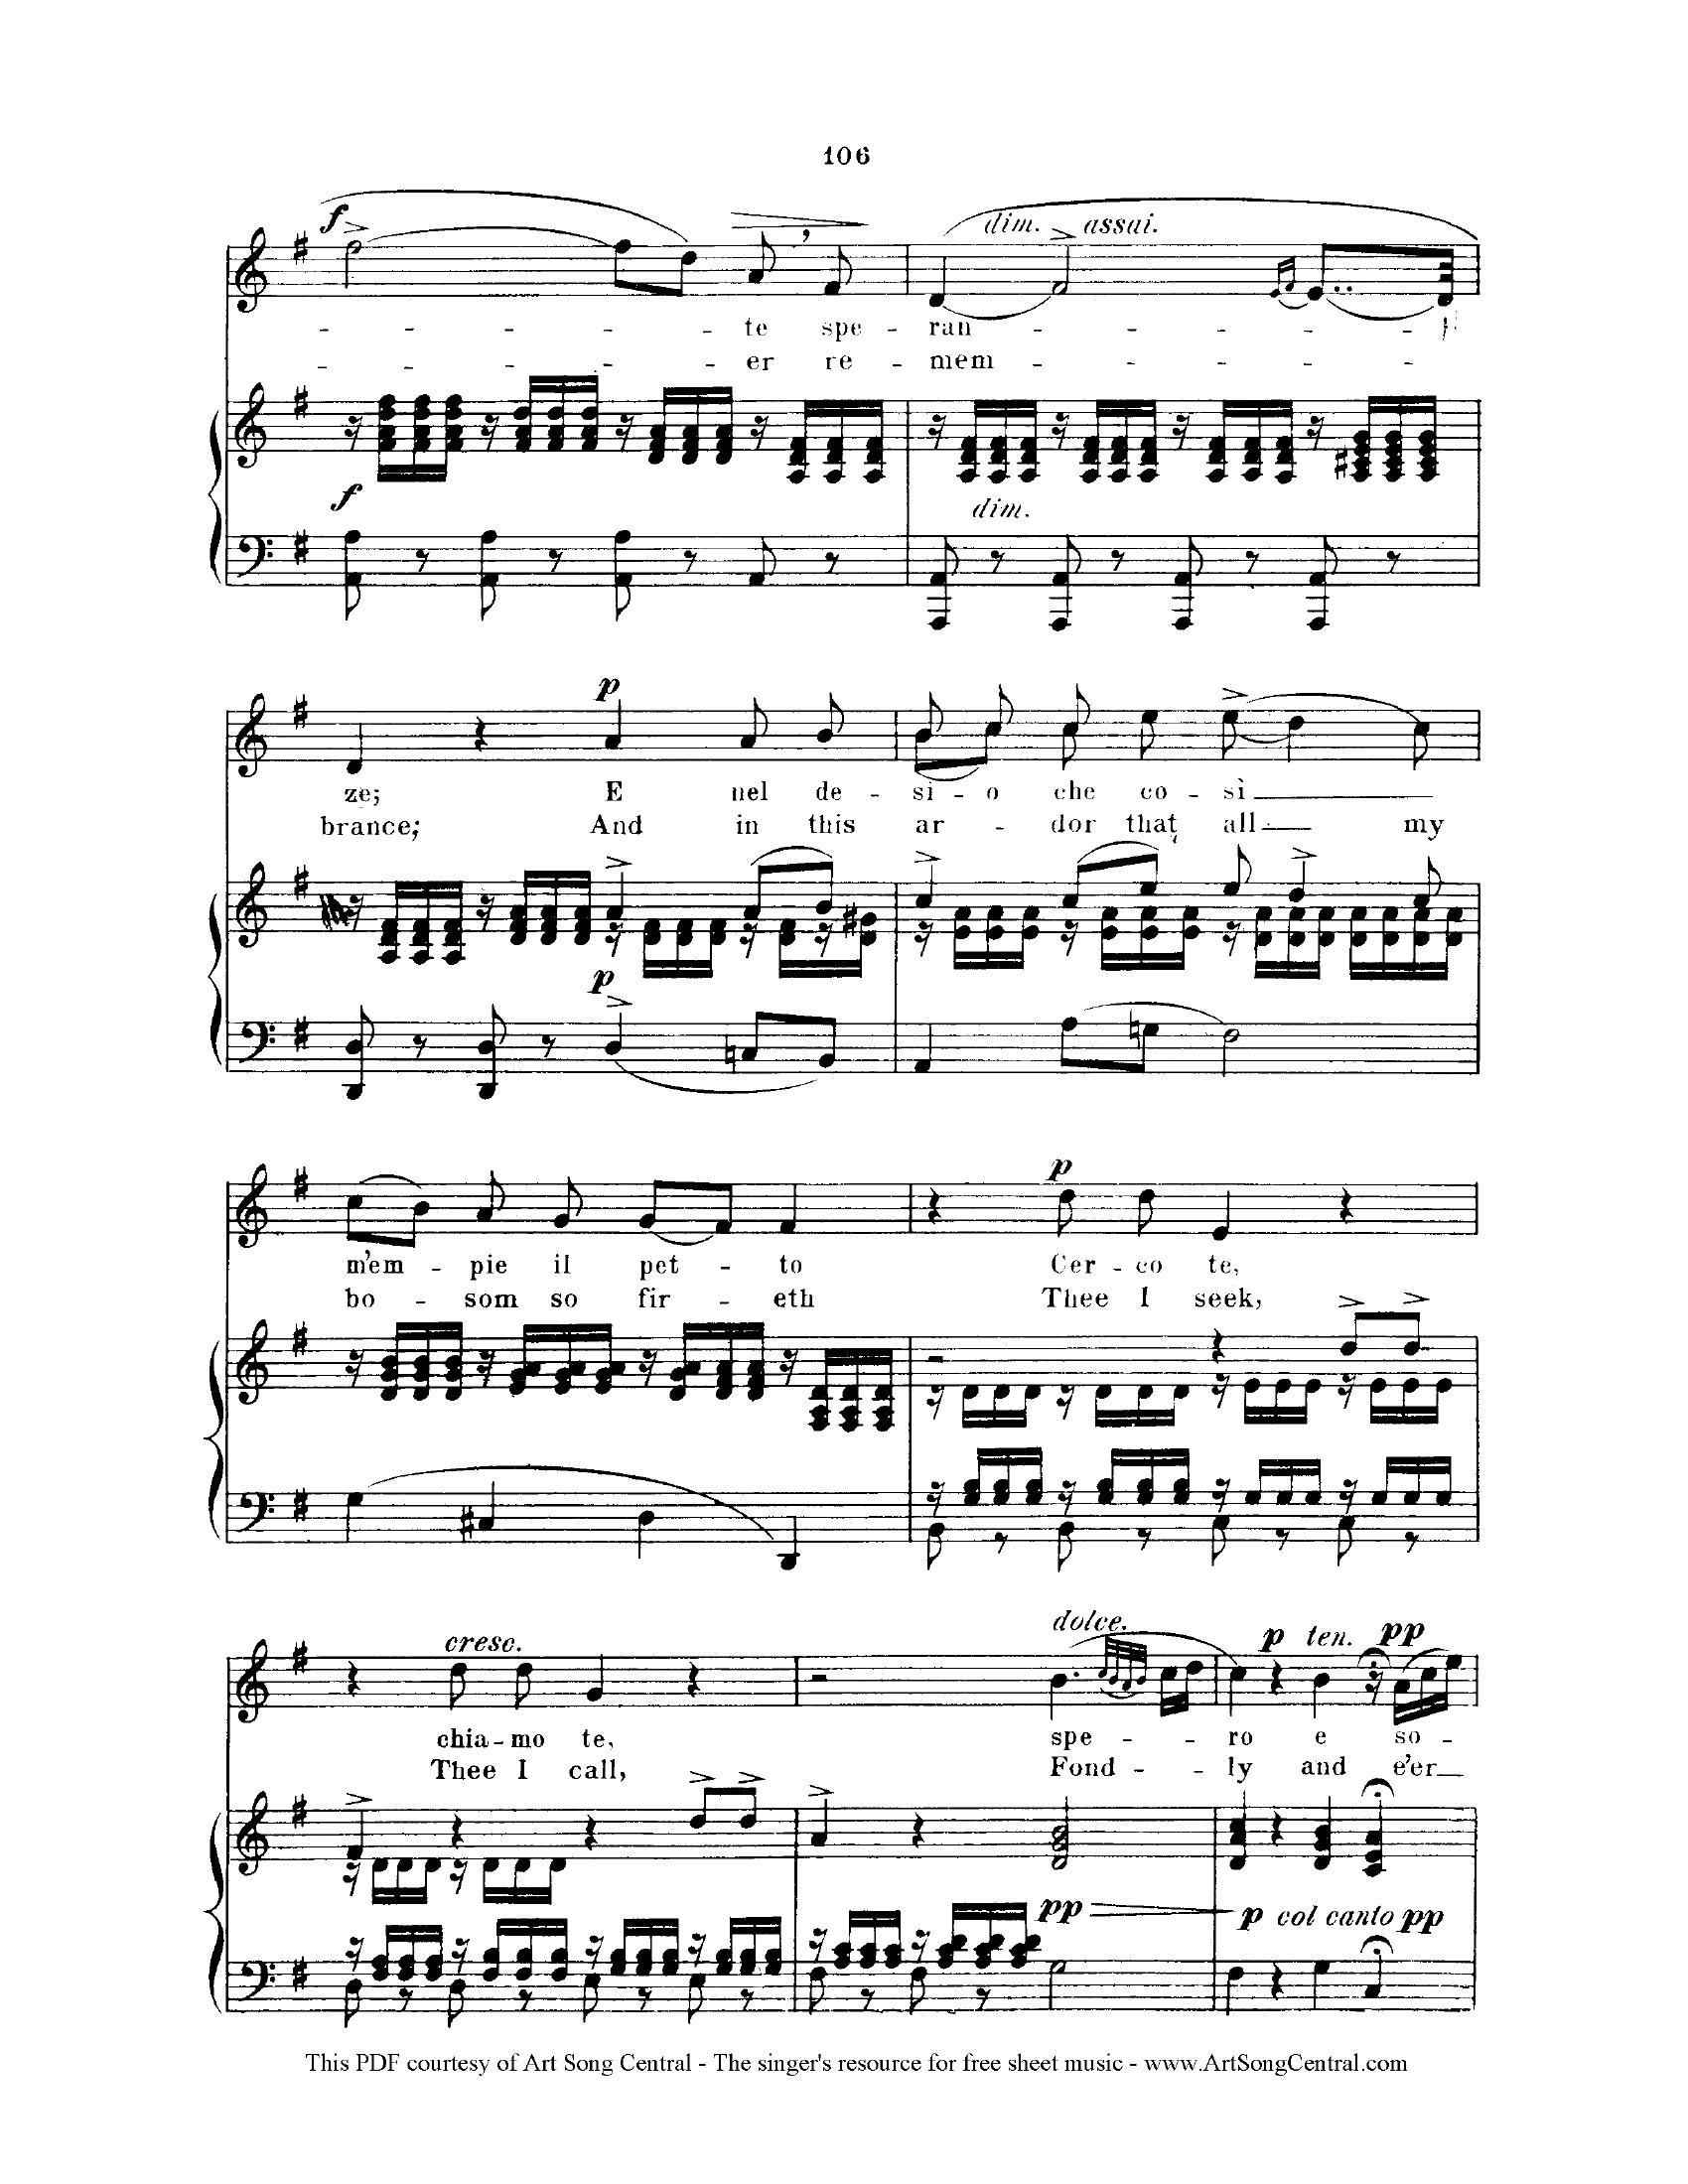 106
f dim. assai.
te spe - ran
er re - mem -
f dim.
p
ze; E nel de - si - o che co - sì
brance; And in this ar - dor that all my
p
p
m'em - pie il pet - to Cer - co te,
bo - som so fir - eth Thee I seek,
cresc. dolce. p ten. pp
chia - mo te, spe - ro e so -
Thee I call, Fond - ly and e'er
pp p col canto pp
This PDF courtesy of Art Song Central - The singer's resource for free sheet music - www.ArtSongCentral.com